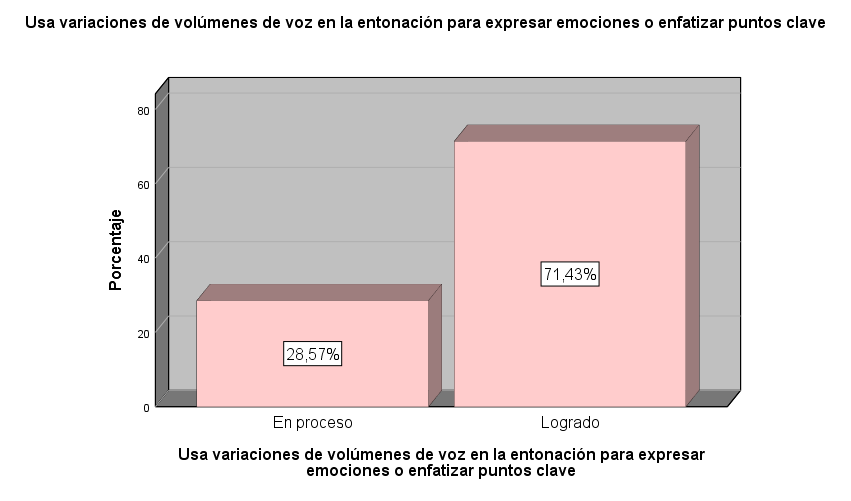 Usa variaciones de volúmenes de voz en la entonación para expresar emociones o enfatizar puntos clave
80
60
40
20
0
Porcentaje
71,43%
28,57%
En proceso
Logrado
Usa variaciones de volúmenes de voz en la entonación para expresar
emociones o enfatizar puntos clave